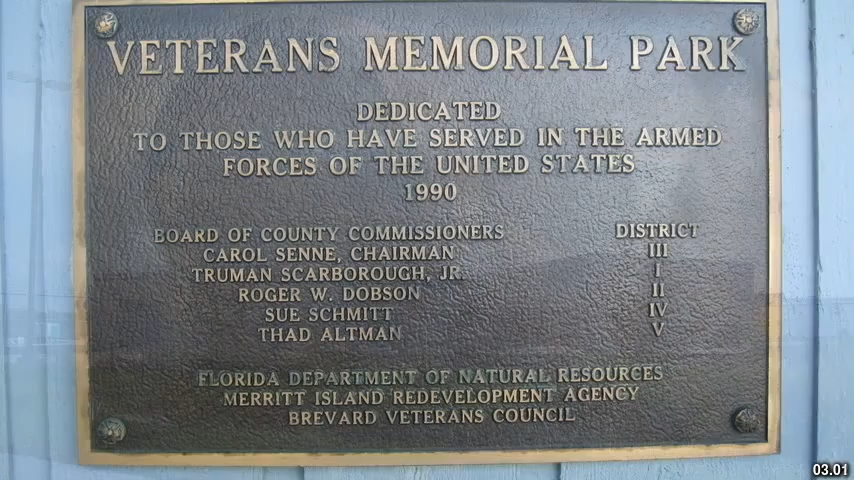 VETERANS MEMORIAL PARK
DEDICATED
TO THOSE WHO HAVE SERVED IN THE ARMED
FORCES OF THE UNITED STATES
1990
BOARD OF COUNTY COMMISSIONERS DISTRICT
CAROL SENNE, CHAIRMAN III
TRUMAN SCARBOROUGH, JR. I
ROGER W. DOBSON II
SUE SCHMITT IV
THAD ALTMAN V
FLORIDA DEPARTMENT OF NATURAL RESOURCES
MERRITT ISLAND REDEVELOPMENT AGENCY
BREVARD VETERANS COUNCIL
03.01